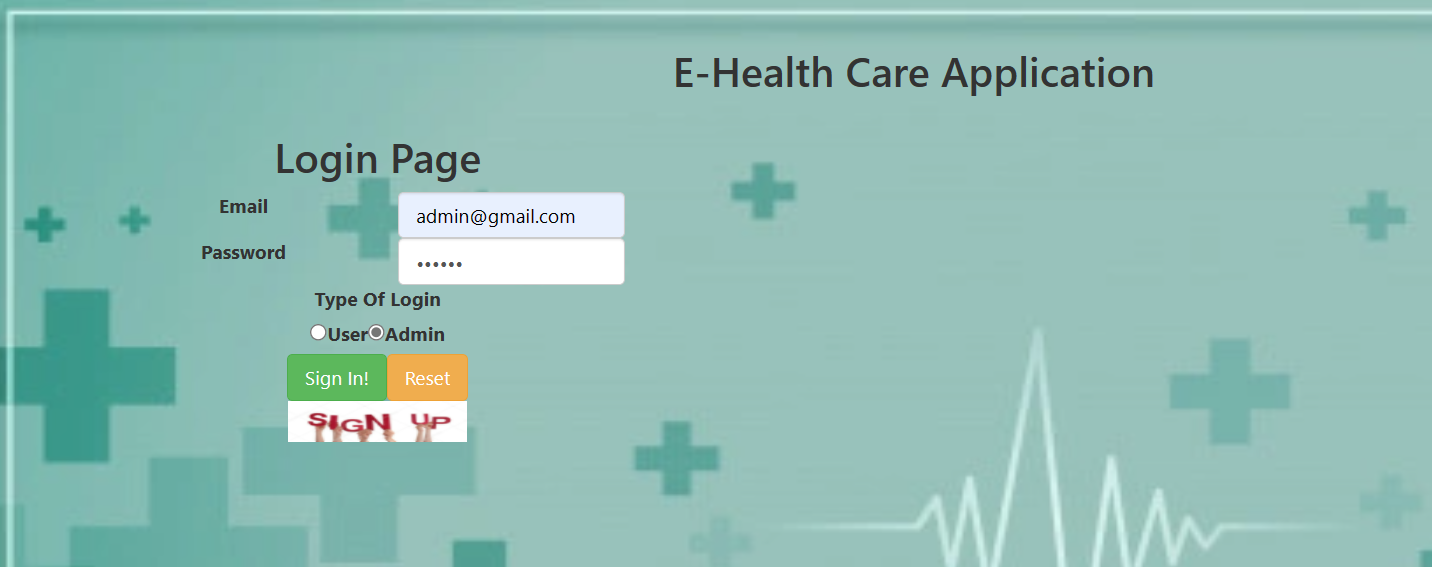 E-Health Care Application
Login Page
Email admin@gmail.com
Password ••••••
Type Of Login
User Admin
Sign In! Reset
SIGN UP